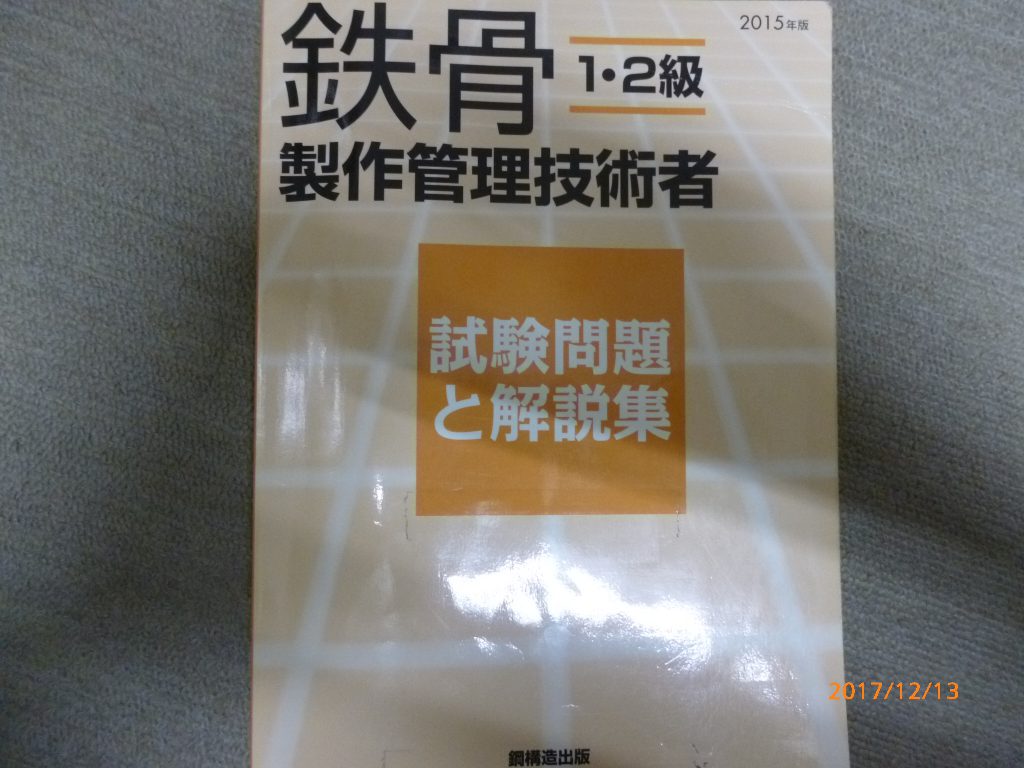 2015年版
鉄骨 1・2級
製作管理技術者
試験問題
と解説集
鋼構造出版
2017/12/13